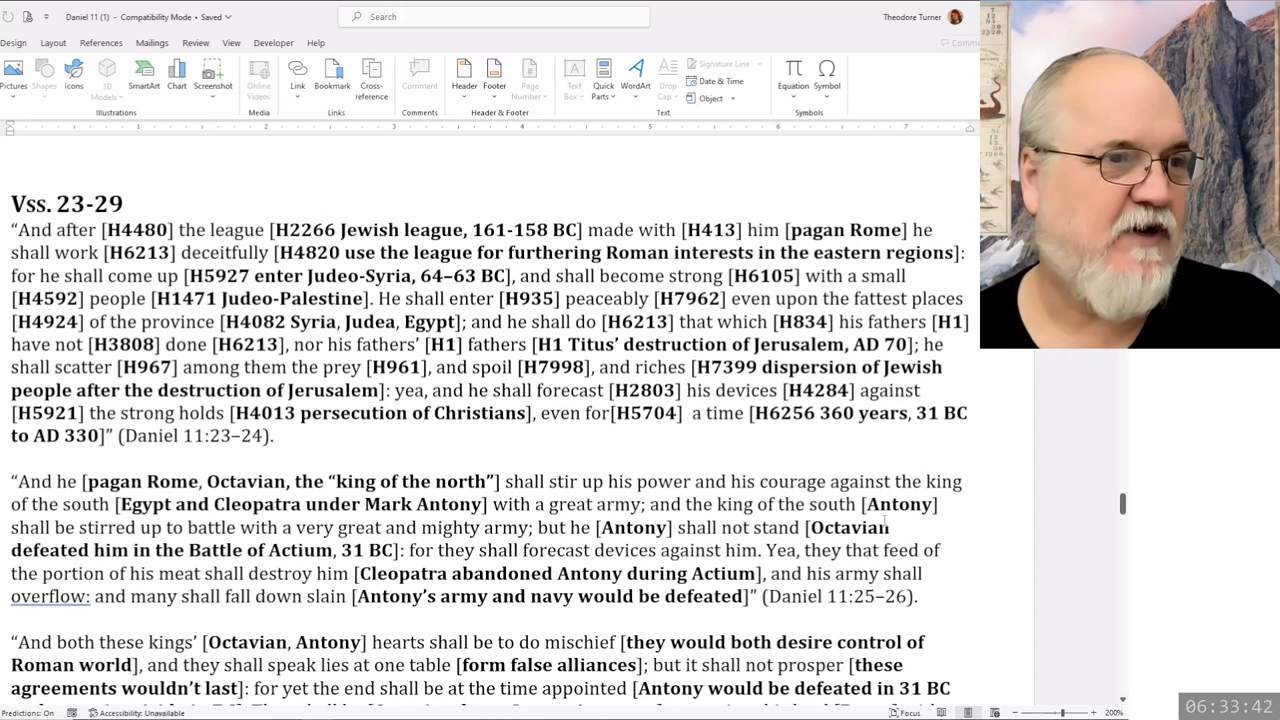 Daniel 11 (1) - Compatibility Mode • Saved
Search
Theodore Turner
Design Layout References Mailings Review View Developer Help
Pictures Shapes Icons 3D Models SmartArt Chart Screenshot
Online Videos
Link Bookmark Cross-reference
Comment
Header Footer Page Number
Text Box Quick Parts WordArt Drop Cap
Signature Line
Date & Time
Object
Equation Symbol
Illustrations Media Links Comments Header & Footer Text Symbols
1 2 3 4 5 6 7
Vss. 23-29
“And after [H4480] the league [H2266 Jewish league, 161-158 BC] made with [H413] him [pagan Rome] he
shall work [H6213] deceitfully [H4820 use the league for furthering Roman interests in the eastern regions]:
for he shall come up [H5927 enter Judeo-Syria, 64–63 BC], and shall become strong [H6105] with a small
[H4592] people [H1471 Judeo-Palestine]. He shall enter [H935] peaceably [H7962] even upon the fattest places
[H4924] of the province [H4082 Syria, Judea, Egypt]; and he shall do [H6213] that which [H834] his fathers [H1]
have not [H3808] done [H6213], nor his fathers’ [H1] fathers [H1 Titus’ destruction of Jerusalem, AD 70]; he
shall scatter [H967] among them the prey [H961], and spoil [H7998], and riches [H7399 dispersion of Jewish
people after the destruction of Jerusalem]: yea, and he shall forecast [H2803] his devices [H4284] against
[H5921] the strong holds [H4013 persecution of Christians], even for[H5704] a time [H6256 360 years, 31 BC
to AD 330]” (Daniel 11:23–24).
“And he [pagan Rome, Octavian, the “king of the north”] shall stir up his power and his courage against the king
of the south [Egypt and Cleopatra under Mark Antony] with a great army; and the king of the south [Antony]
shall be stirred up to battle with a very great and mighty army; but he [Antony] shall not stand [Octavian
defeated him in the Battle of Actium, 31 BC]: for they shall forecast devices against him. Yea, they that feed of
the portion of his meat shall destroy him [Cleopatra abandoned Antony during Actium], and his army shall
overflow: and many shall fall down slain [Antony’s army and navy would be defeated]” (Daniel 11:25–26).
“And both these kings’ [Octavian, Antony] hearts shall be to do mischief [they would both desire control of
Roman world], and they shall speak lies at one table [form false alliances]; but it shall not prosper [these
agreements wouldn’t last]: for yet the end shall be at the time appointed [Antony would be defeated in 31 BC
Predictions: On Accessibility: Unavailable
Focus
200%
06:33:42